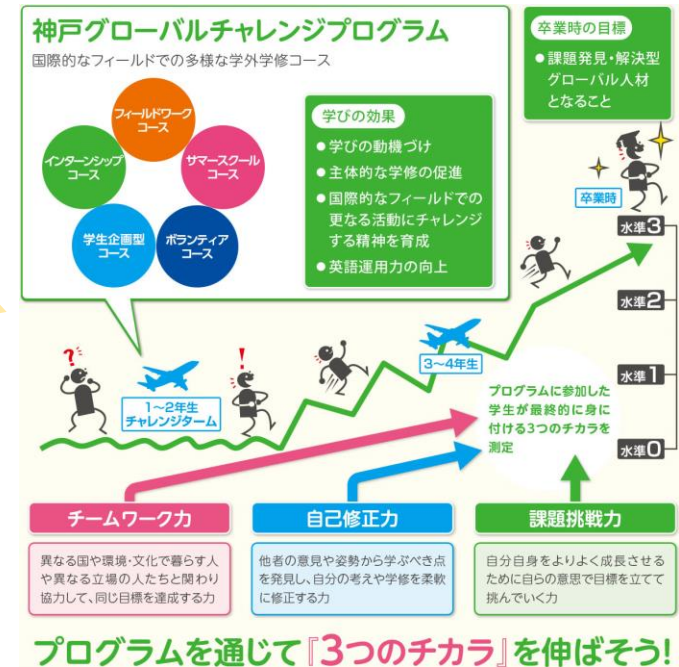 神戸グローバルチャレンジプログラム
国際的なフィールドでの多様な学外学修コース
フィールドワーク
コース
インターンシップ
コース
サマースクール
コース
学生企画型
コース
ボランティア
コース
学びの効果
●学びの動機づけ
●主体的な学修の促進
●国際的なフィールドでの
更なる活動にチャレンジ
する精神を育成
●英語運用力の向上
卒業時の目標
●課題発見・解決型
グローバル人材
となること
卒業時
水準3
水準2
水準1
水準0
?
!
1〜2年生
チャレンジターム
3〜4年生
プログラムに参加した
学生が最終的に身に
付ける3つのチカラを
測定
チームワーク力
異なる国や環境・文化で暮らす人
や異なる立場の人たちと関わり
協力して、同じ目標を達成する力
自己修正力
他者の意見や姿勢から学ぶべき点
を発見し、自分の考えや学修を柔軟
に修正する力
課題挑戦力
自分自身をよりよく成長させる
ために自らの意思で目標を立てて
挑んでいく力
プログラムを通じて『3つのチカラ』を伸ばそう!